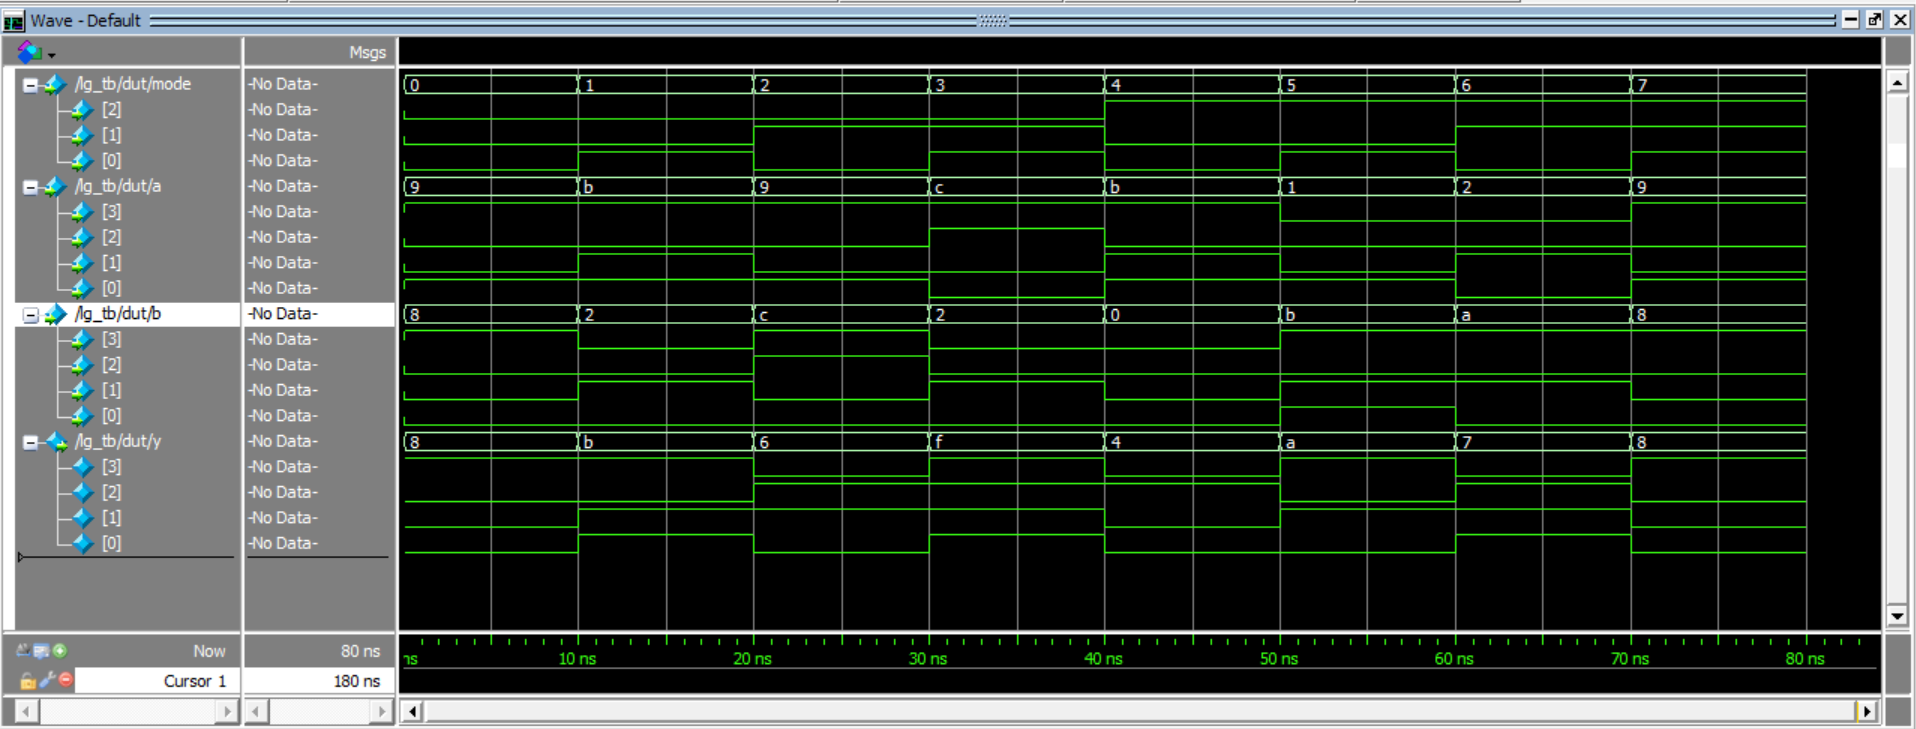 Wave - Default
Msgs
/lg_tb/dut/mode -No Data- 0 1 2 3 4 5 6 7
[2] -No Data-
[1] -No Data-
[0] -No Data-
/lg_tb/dut/a -No Data- 9 b 9 c b 1 2 9
[3] -No Data-
[2] -No Data-
[1] -No Data-
[0] -No Data-
/lg_tb/dut/b -No Data- 8 2 c 2 0 b a 8
[3] -No Data-
[2] -No Data-
[1] -No Data-
[0] -No Data-
/lg_tb/dut/y -No Data- 8 b 6 f 4 a 7 8
[3] -No Data-
[2] -No Data-
[1] -No Data-
[0] -No Data-
Now 80 ns
ns 10 ns 20 ns 30 ns 40 ns 50 ns 60 ns 70 ns 80 ns
Cursor 1 180 ns